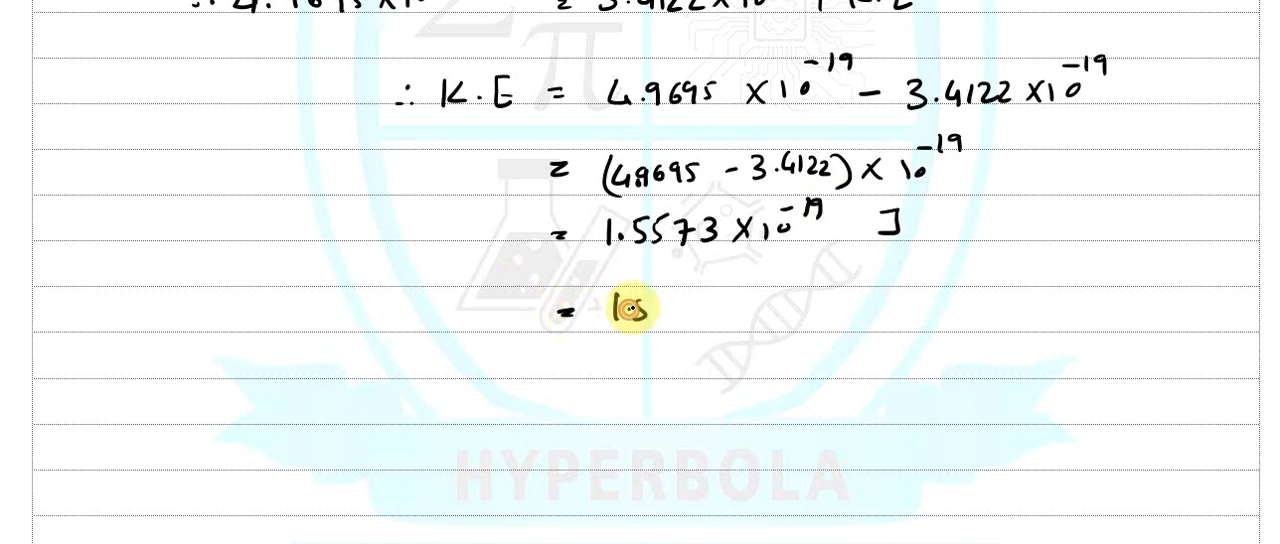 ∴ K.E = 4.9695 × 10⁻¹⁹ − 3.4122 × 10⁻¹⁹
= (4.9695 − 3.4122) × 10⁻¹⁹
= 1.5573 × 10⁻¹⁹ J
= 1
HYPERBOLA